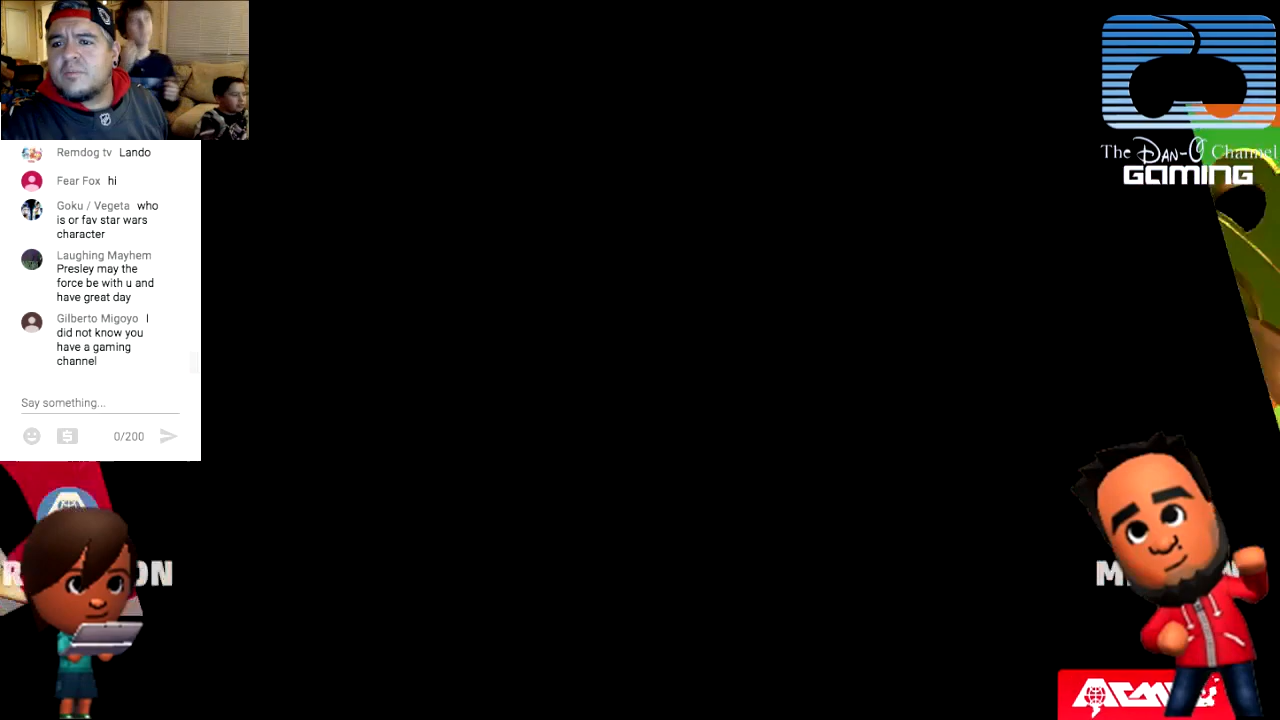 Remdog tv Lando
Fear Fox hi
Goku / Vegeta who
is or fav star wars
character
Laughing Mayhem
Presley may the
force be with u and
have great day
Gilberto Migoyo I
did not know you
have a gaming
channel
Say something...
0/200
The Dan-O Channel
GAMING
ON